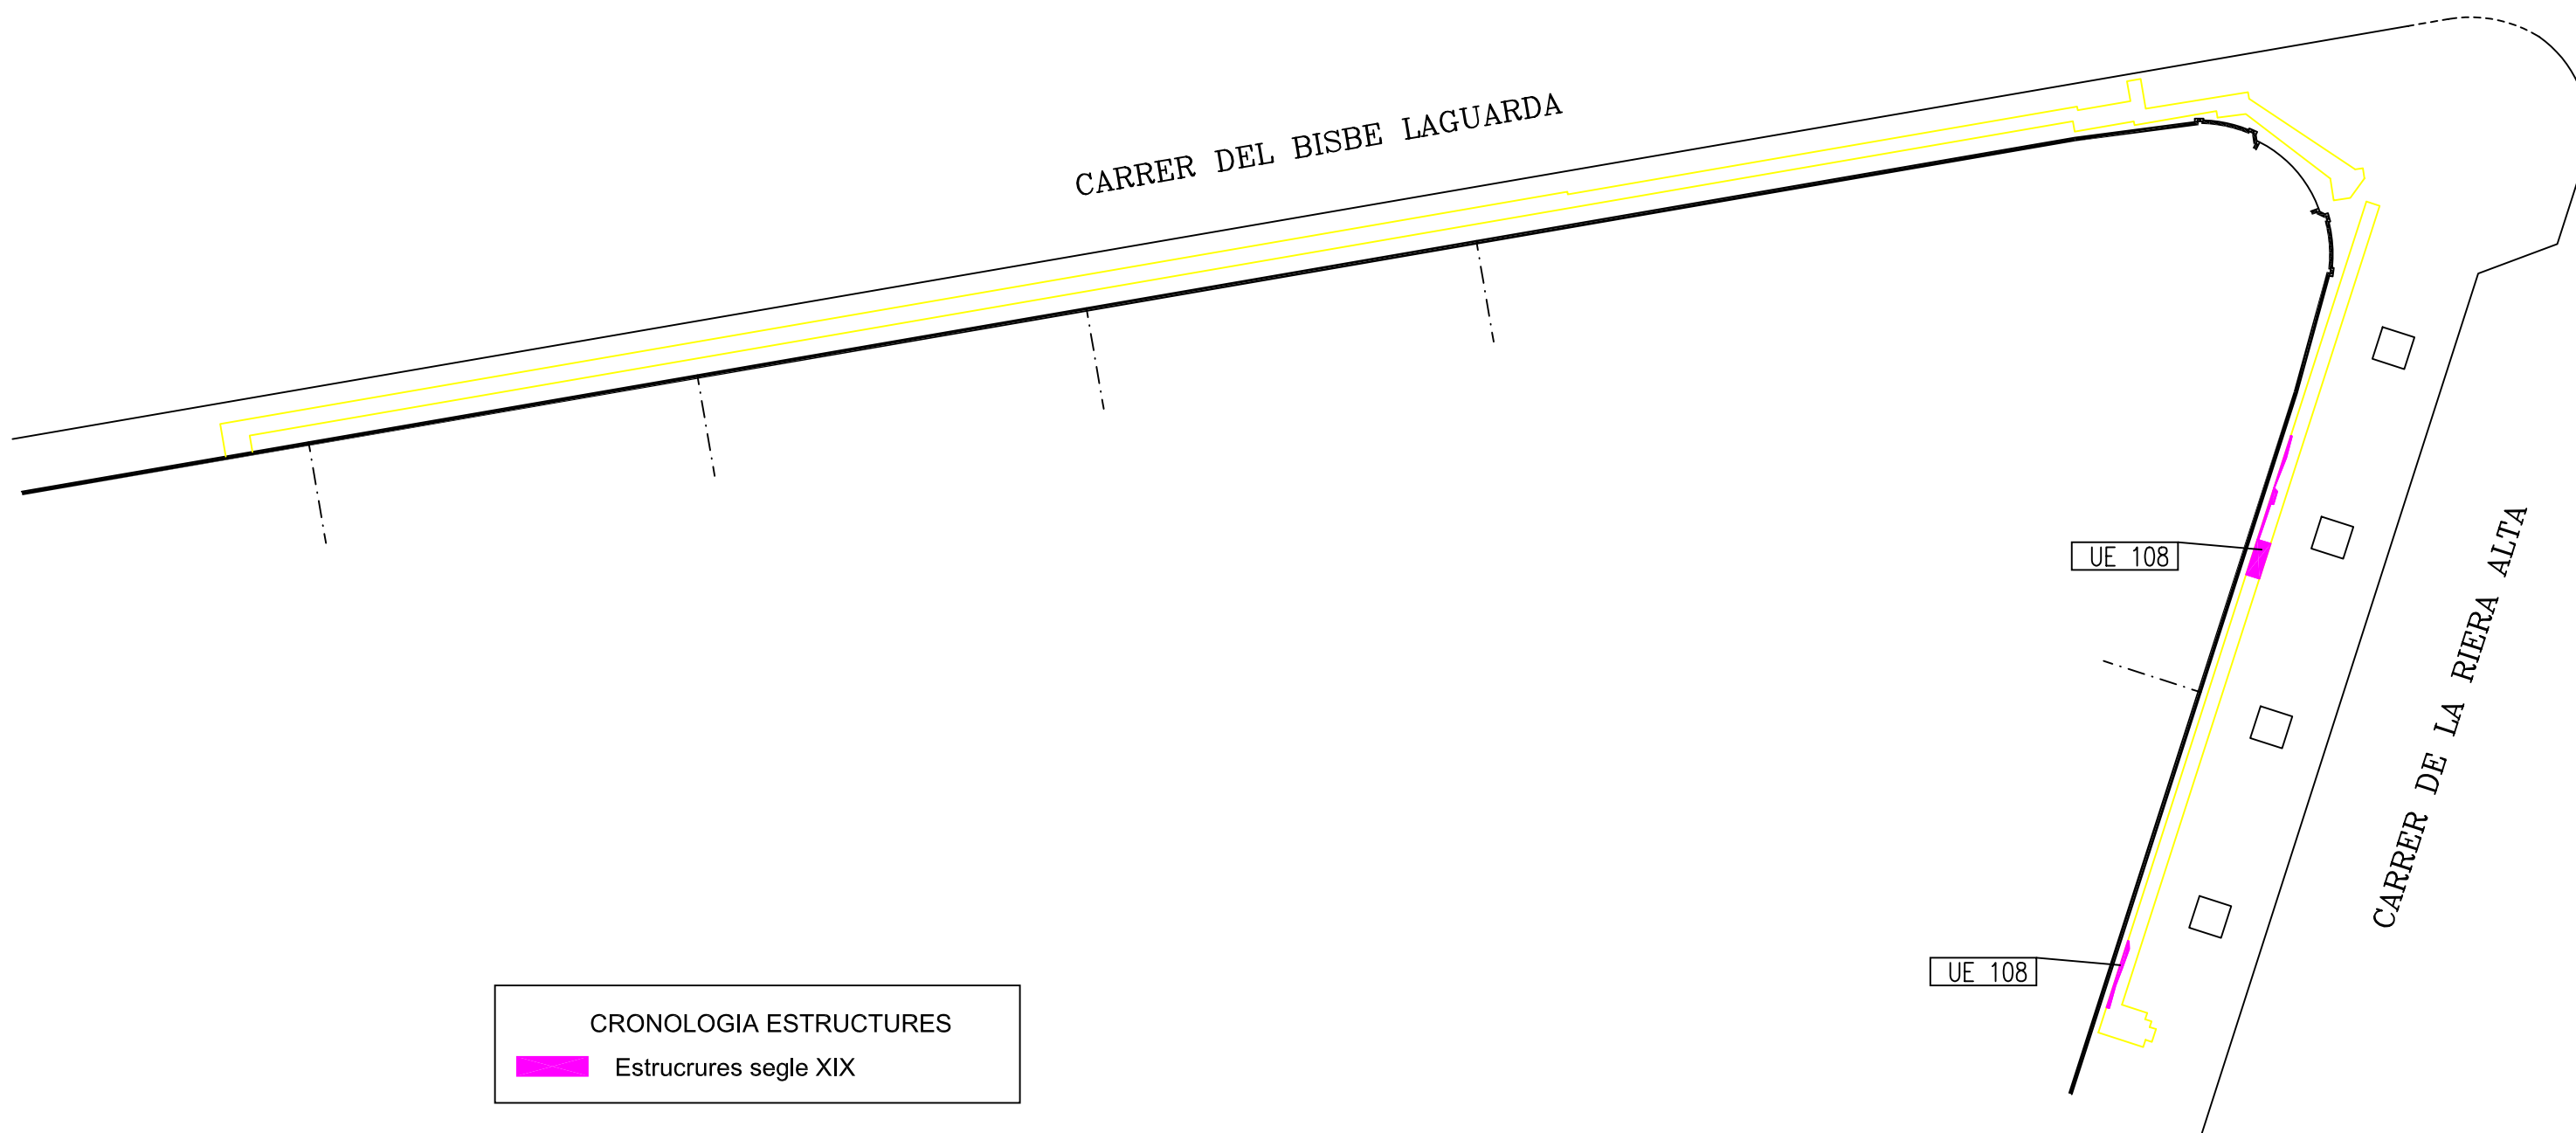 CARRER DEL BISBE LAGUARDA
UE 108
CARRER DE LA RIERA ALTA
UE 108
CRONOLOGIA ESTRUCTURES
Estrucrures segle XIX